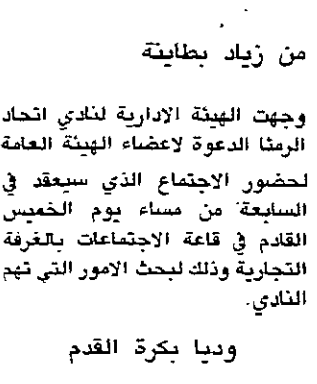 من زياد بطاينة
وجهت الهيئة الادارية لنادي اتحاد
الرمثا الدعوة لاعضاء الهيئة العامة
لحضور الاجتماع الذي سيعقد في
السابعة من مساء يوم الخميس
القادم في قاعة الاجتماعات بالغرفة
التجارية وذلك لبحث الامور التي تهم
النادي.
وديا بكرة القدم